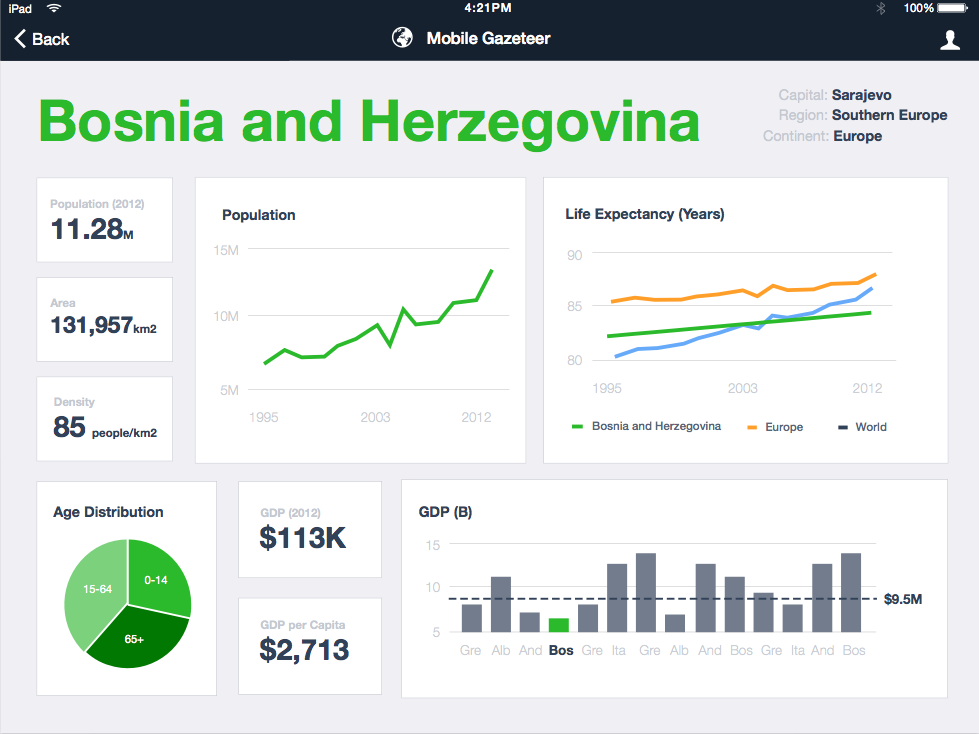 iPad 4:21PM 100%
Back Mobile Gazeteer
Bosnia and Herzegovina
Capital: Sarajevo
Region: Southern Europe
Continent: Europe
Population (2012)
11.28M
Area
131,957km2
Density
85 people/km2
Population
15M
10M
5M
1995 2003 2012
Life Expectancy (Years)
90
85
80
1995 2003 2012
Bosnia and Herzegovina Europe World
Age Distribution
15-64 0-14
65+
GDP (2012)
$113K
GDP per Capita
$2,713
GDP (B)
15
10
5
$9.5M
Gre Alb And Bos Gre Ita Gre Alb And Bos Gre Ita And Bos